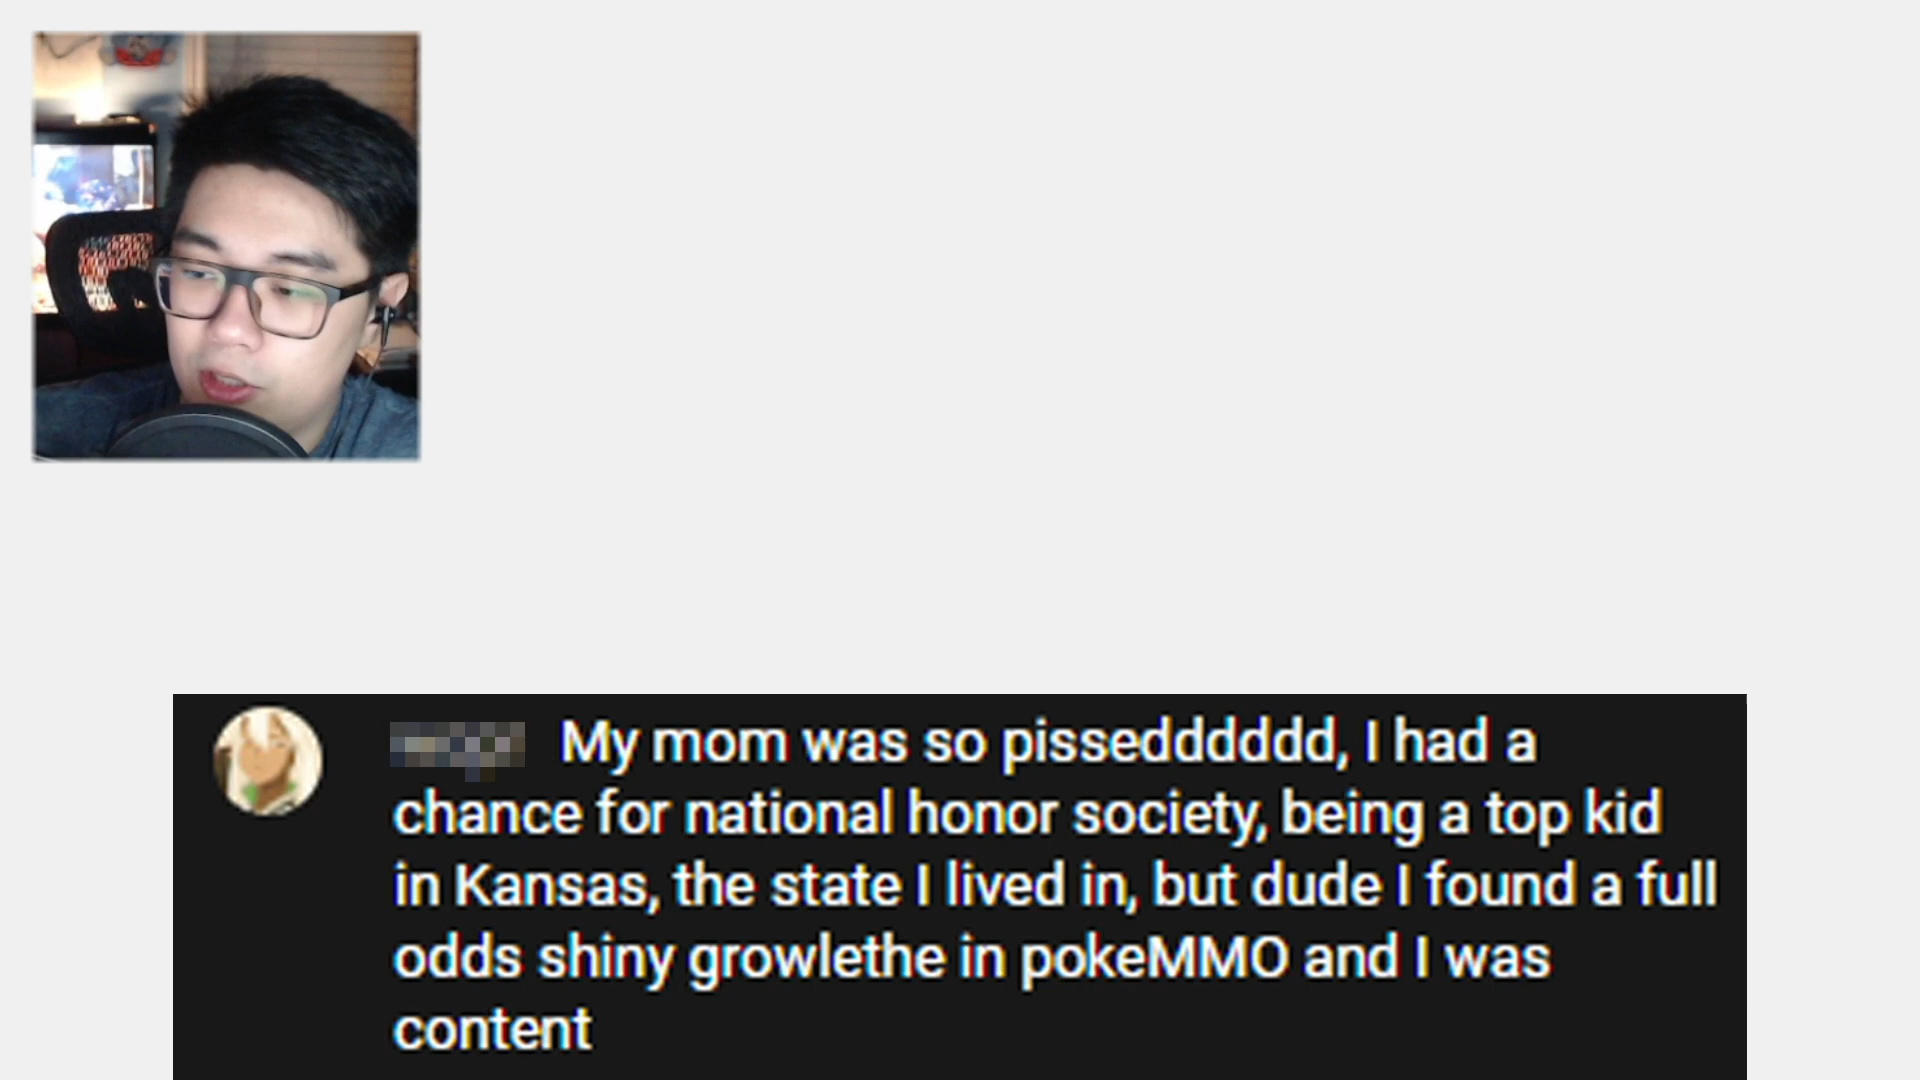 My mom was so pisseddddddd, I had a
chance for national honor society, being a top kid
in Kansas, the state I lived in, but dude I found a full
odds shiny growlethe in pokeMMO and I was
content